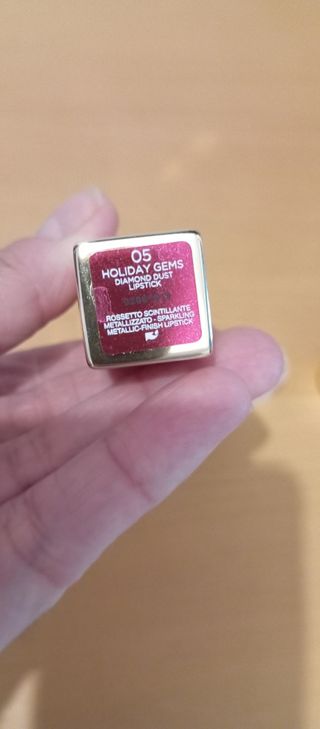 05
HOLIDAY GEMS
DIAMOND DUST
LIPSTICK
ROSSETTO SCINTILLANTE
METALLIZZATO - SPARKLING
METALLIC-FINISH LIPSTICK